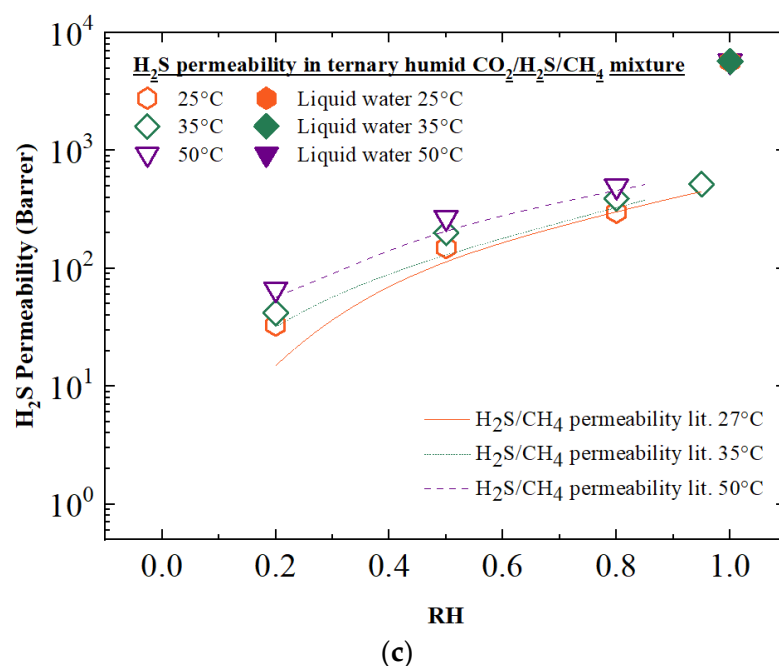 H2S permeability in ternary humid CO2/H2S/CH4 mixture
25°C Liquid water 25°C
35°C Liquid water 35°C
50°C Liquid water 50°C
H2S Permeability (Barrer)
10^4
10^3
10^2
10^1
10^0
H2S/CH4 permeability lit. 27°C
H2S/CH4 permeability lit. 35°C
H2S/CH4 permeability lit. 50°C
0.0 0.2 0.4 0.6 0.8 1.0
RH
(c)